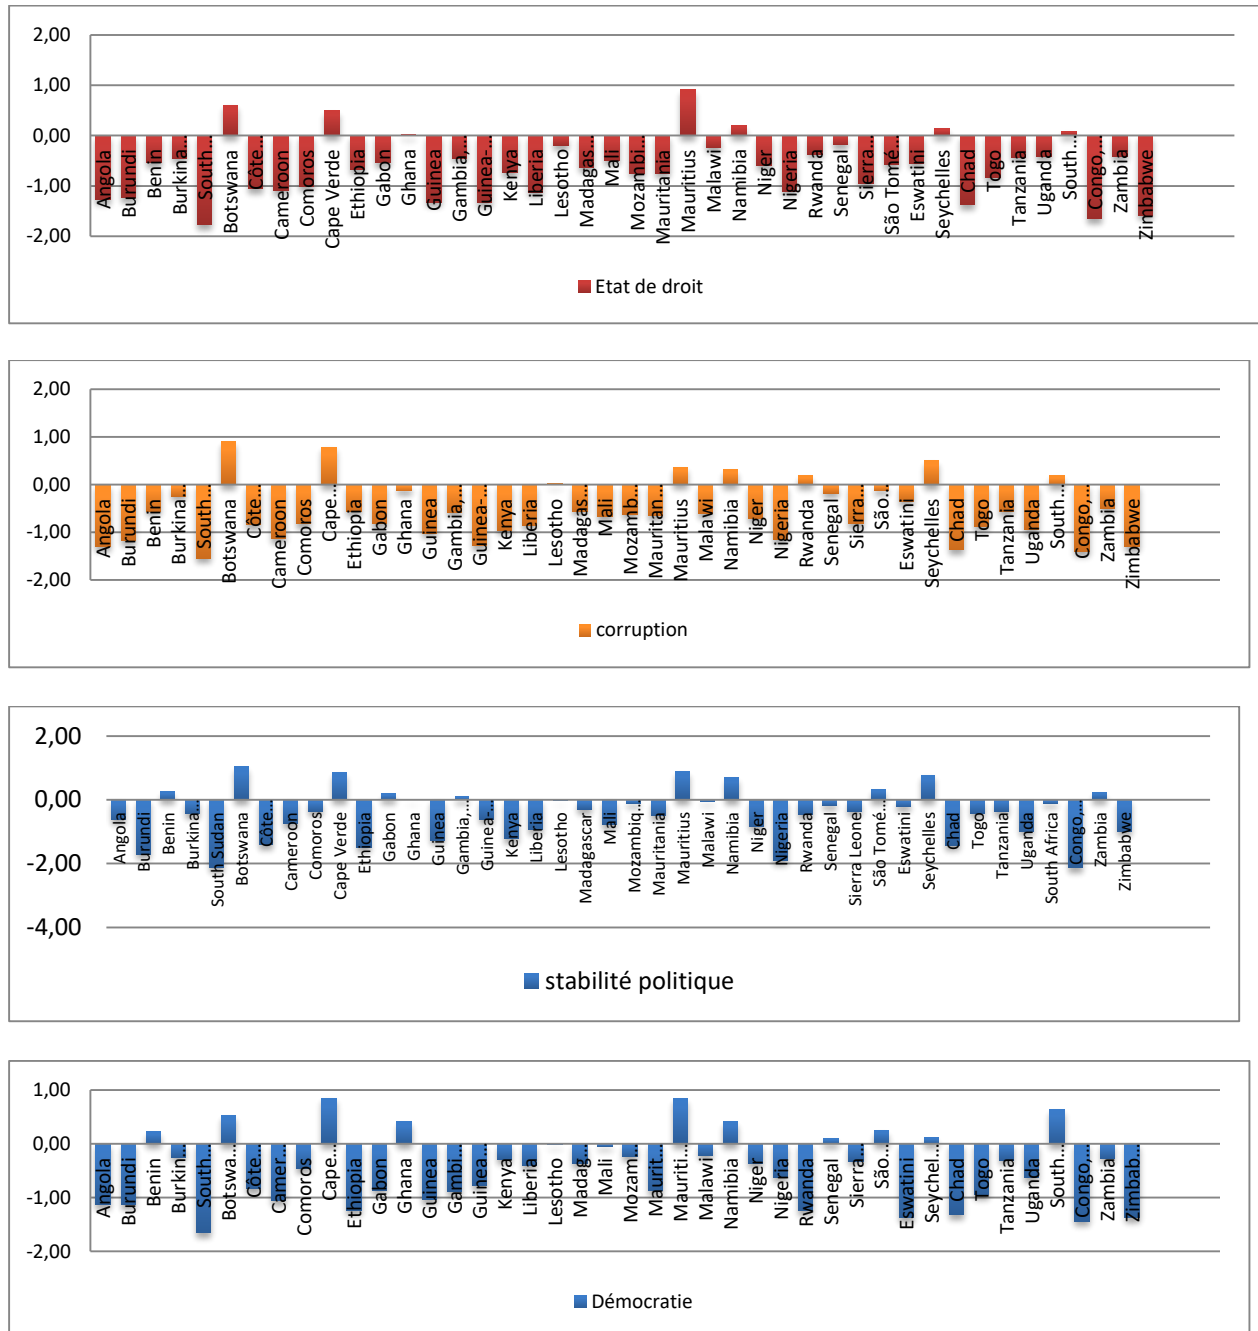 2,00
1,00
0,00
-1,00
-2,00
Angola
Burundi
Benin
Burkina…
South…
Botswana
Côte…
Cameroon
Comoros
Cape Verde
Ethiopia
Gabon
Ghana
Guinea
Gambia,…
Guinea-…
Kenya
Liberia
Lesotho
Madagas…
Mali
Mozambi…
Mauritania
Mauritius
Malawi
Namibia
Niger
Nigeria
Rwanda
Senegal
Sierra…
São Tomé…
Eswatini
Seychelles
Chad
Togo
Tanzania
Uganda
South…
Congo,…
Zambia
Zimbabwe
Etat de droit
2,00
1,00
0,00
-1,00
-2,00
Angola
Burundi
Benin
Burkina…
South…
Botswana
Côte…
Cameroon
Comoros
Cape…
Ethiopia
Gabon
Ghana
Guinea
Gambia,…
Guinea-…
Kenya
Liberia
Lesotho
Madagas…
Mali
Mozamb…
Mauritan…
Mauritius
Malawi
Namibia
Niger
Nigeria
Rwanda
Senegal
Sierra…
São…
Eswatini
Seychelles
Chad
Togo
Tanzania
Uganda
South…
Congo,…
Zambia
Zimbabwe
corruption
2,00
0,00
-2,00
-4,00
Angola
Burundi
Benin
Burkina…
South Sudan
Botswana
Côte…
Cameroon
Comoros
Cape Verde
Ethiopia
Gabon
Ghana
Guinea
Gambia,…
Guinea-…
Kenya
Liberia
Lesotho
Madagascar
Mali
Mozambiq…
Mauritania
Mauritius
Malawi
Namibia
Niger
Nigeria
Rwanda
Senegal
Sierra Leone
São Tomé…
Eswatini
Seychelles
Chad
Togo
Tanzania
Uganda
South Africa
Congo,…
Zambia
Zimbabwe
stabilité politique
1,00
0,00
-1,00
-2,00
Angola
Burundi
Benin
Burkin…
South…
Botswa…
Côte…
Camer…
Comoros
Cape…
Ethiopia
Gabon
Ghana
Guinea
Gambi…
Guinea…
Kenya
Liberia
Lesotho
Madag…
Mali
Mozam…
Maurit…
Mauriti…
Malawi
Namibia
Niger
Nigeria
Rwanda
Senegal
Sierra…
São…
Eswatini
Seychel…
Chad
Togo
Tanzania
Uganda
South…
Congo,…
Zambia
Zimbab…
Démocratie